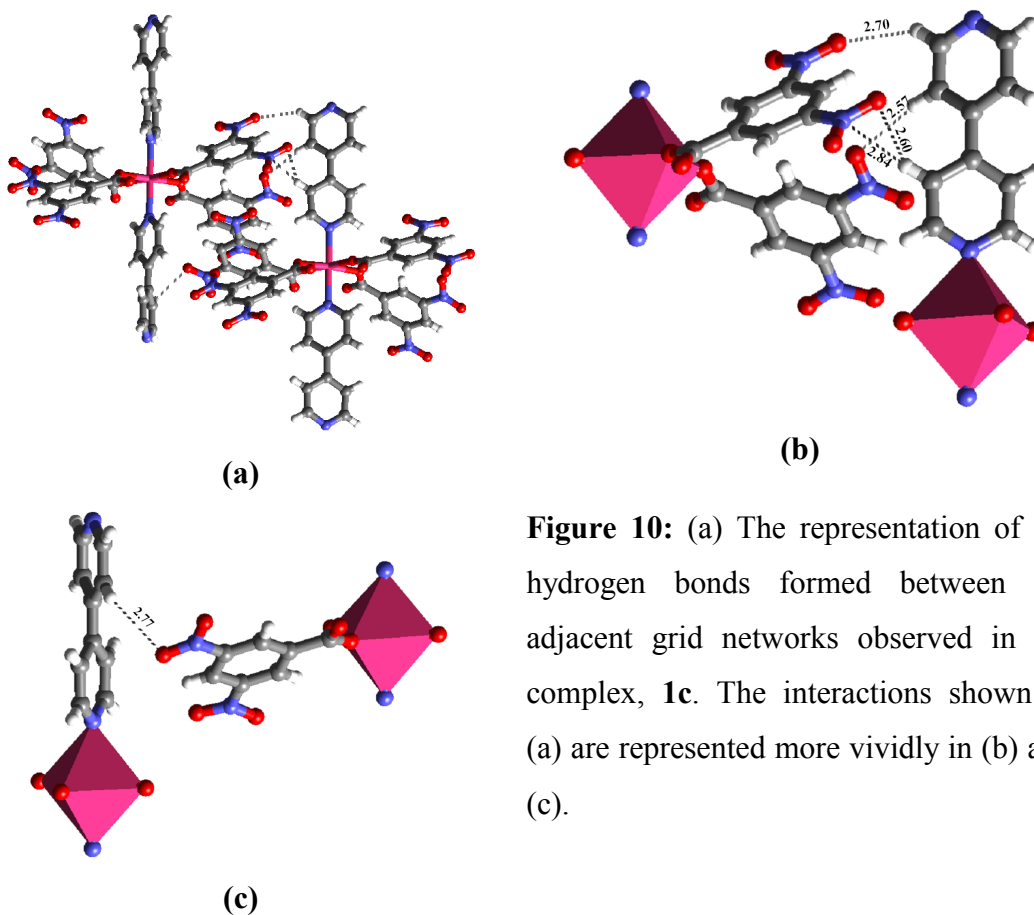 2.70
2.57
2.60
2.84
(a)
(b)
2.77
Figure 10: (a) The representation of
hydrogen bonds formed between
adjacent grid networks observed in
complex, 1c. The interactions shown
(a) are represented more vividly in (b) a
(c).
(c)